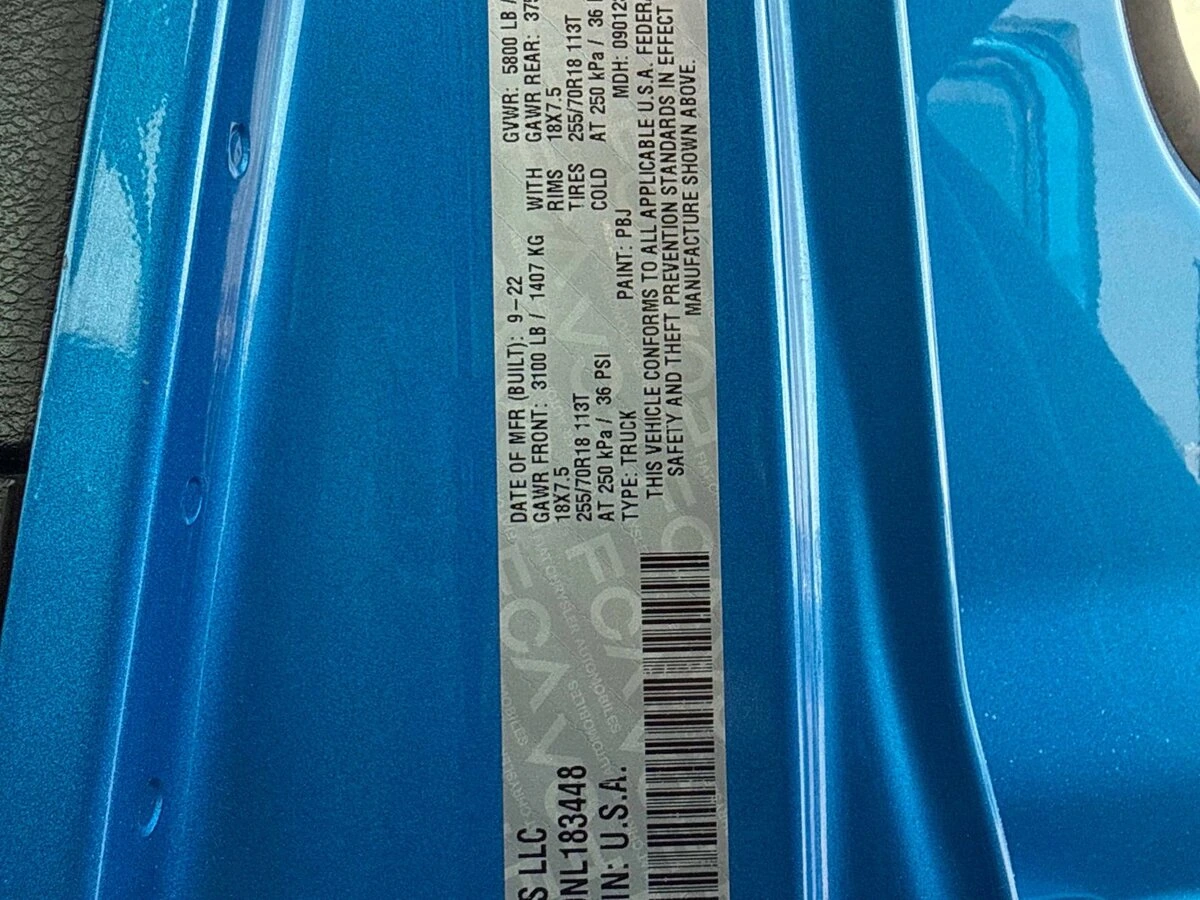 S LLC
NL183448
IN: U.S.A.
DATE OF MFR (BUILT): 9-22
GVWR: 5800 LB /
GAWR FRONT: 3100 LB / 1407 KG WITH
GAWR REAR:
18X7.5 RIMS 18X7.5
255/70R18 113T TIRES 255/70R18 113T
AT 250 kPa / 36 PSI COLD AT 250 kPa / 36
TYPE: TRUCK PAINT: PBJ MDH:
THIS VEHICLE CONFORMS TO ALL APPLICABLE U.S.A.
SAFETY AND THEFT PREVENTION STANDARDS IN EFFECT
MANUFACTURE SHOWN ABOVE.